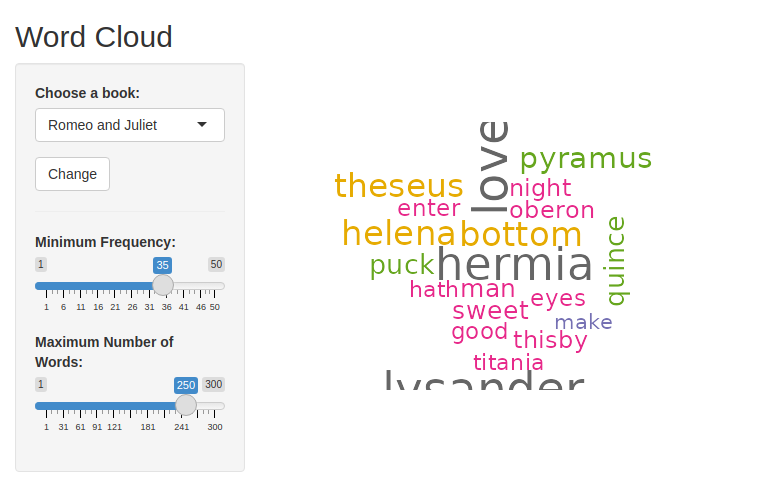 Word Cloud
Choose a book:
Romeo and Juliet
Change
Minimum Frequency:
1 35 50
1 6 11 16 21 26 31 36 41 46 50
Maximum Number of
Words:
1 250 300
1 31 61 91 121 181 241 300
love
pyramus
theseus
night
enter
oberon
helena
bottom
quince
puck
hermia
hath
man
eyes
sweet
make
good
thisby
titania
lysander